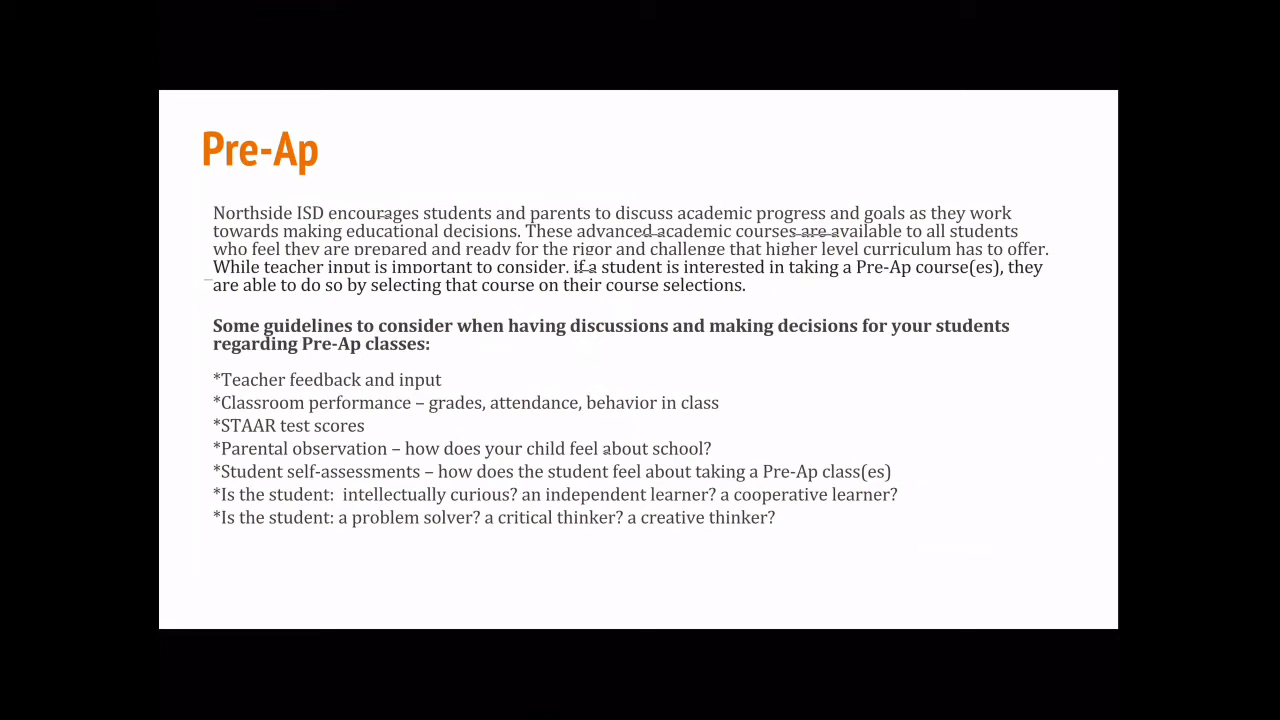 Pre-Ap
Northside ISD encourages students and parents to discuss academic progress and goals as they work
towards making educational decisions. These advanced academic courses are available to all students
who feel they are prepared and ready for the rigor and challenge that higher level curriculum has to offer.
While teacher input is important to consider, if a student is interested in taking a Pre-Ap course(es), they
are able to do so by selecting that course on their course selections.
Some guidelines to consider when having discussions and making decisions for your students
regarding Pre-Ap classes:
*Teacher feedback and input
*Classroom performance – grades, attendance, behavior in class
*STAAR test scores
*Parental observation – how does your child feel about school?
*Student self-assessments – how does the student feel about taking a Pre-Ap class(es)
*Is the student:  intellectually curious? an independent learner? a cooperative learner?
*Is the student: a problem solver? a critical thinker? a creative thinker?